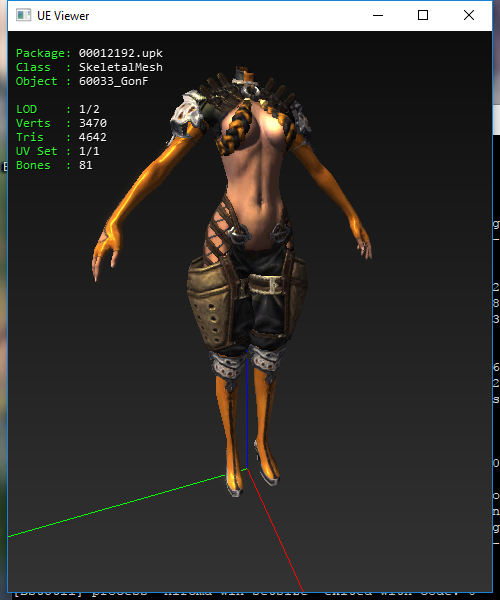 UE Viewer
Package: 00012192.upk
Class : SkeletalMesh
Object : 60033_GonF
LOD : 1/2
Verts : 3470
Tris : 4642
UV Set : 1/1
Bones : 81